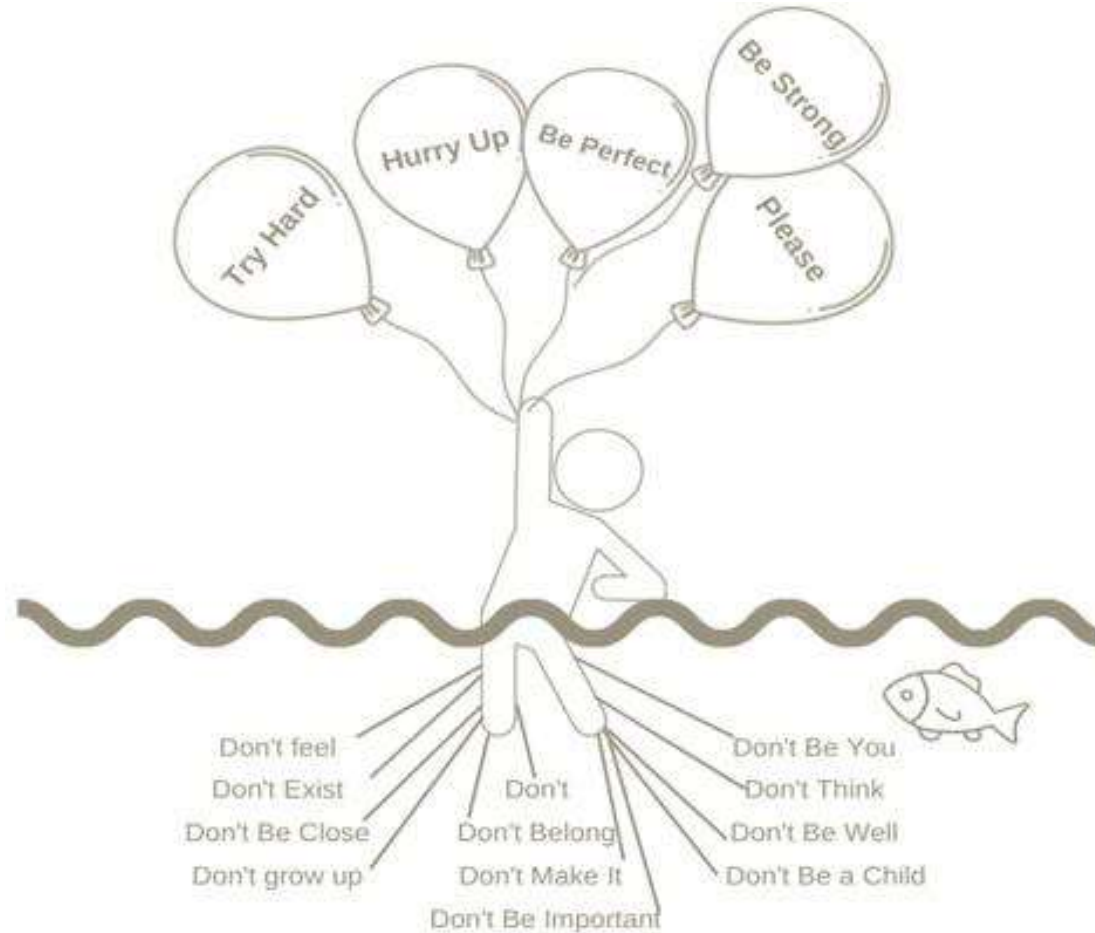 Be Strong
Hurry Up
Be Perfect
Try Hard
Please
Don't feel
Don't Exist
Don't Be Close
Don't grow up
Don't
Don't Belong
Don't Make It
Don't Be Important
Don't Be You
Don't Think
Don't Be Well
Don't Be a Child